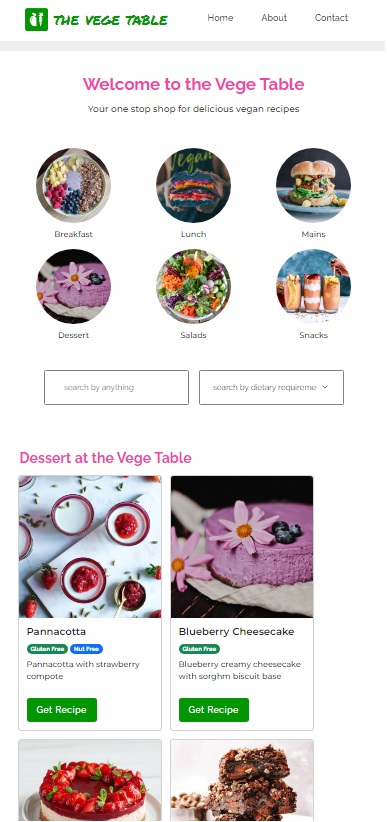 THE VEGE TABLE
Home About Contact
Welcome to the Vege Table
Your one stop shop for delicious vegan recipes
Vegan
Breakfast Lunch Mains
Dessert Salads Snacks
search by anything search by dietary requireme
Dessert at the Vege Table
Pannacotta
Gluten Free Nut Free
Pannacotta with strawberry
compote
Get Recipe
Blueberry Cheesecake
Gluten Free
Blueberry creamy cheesecake
with sorghm biscuit base
Get Recipe